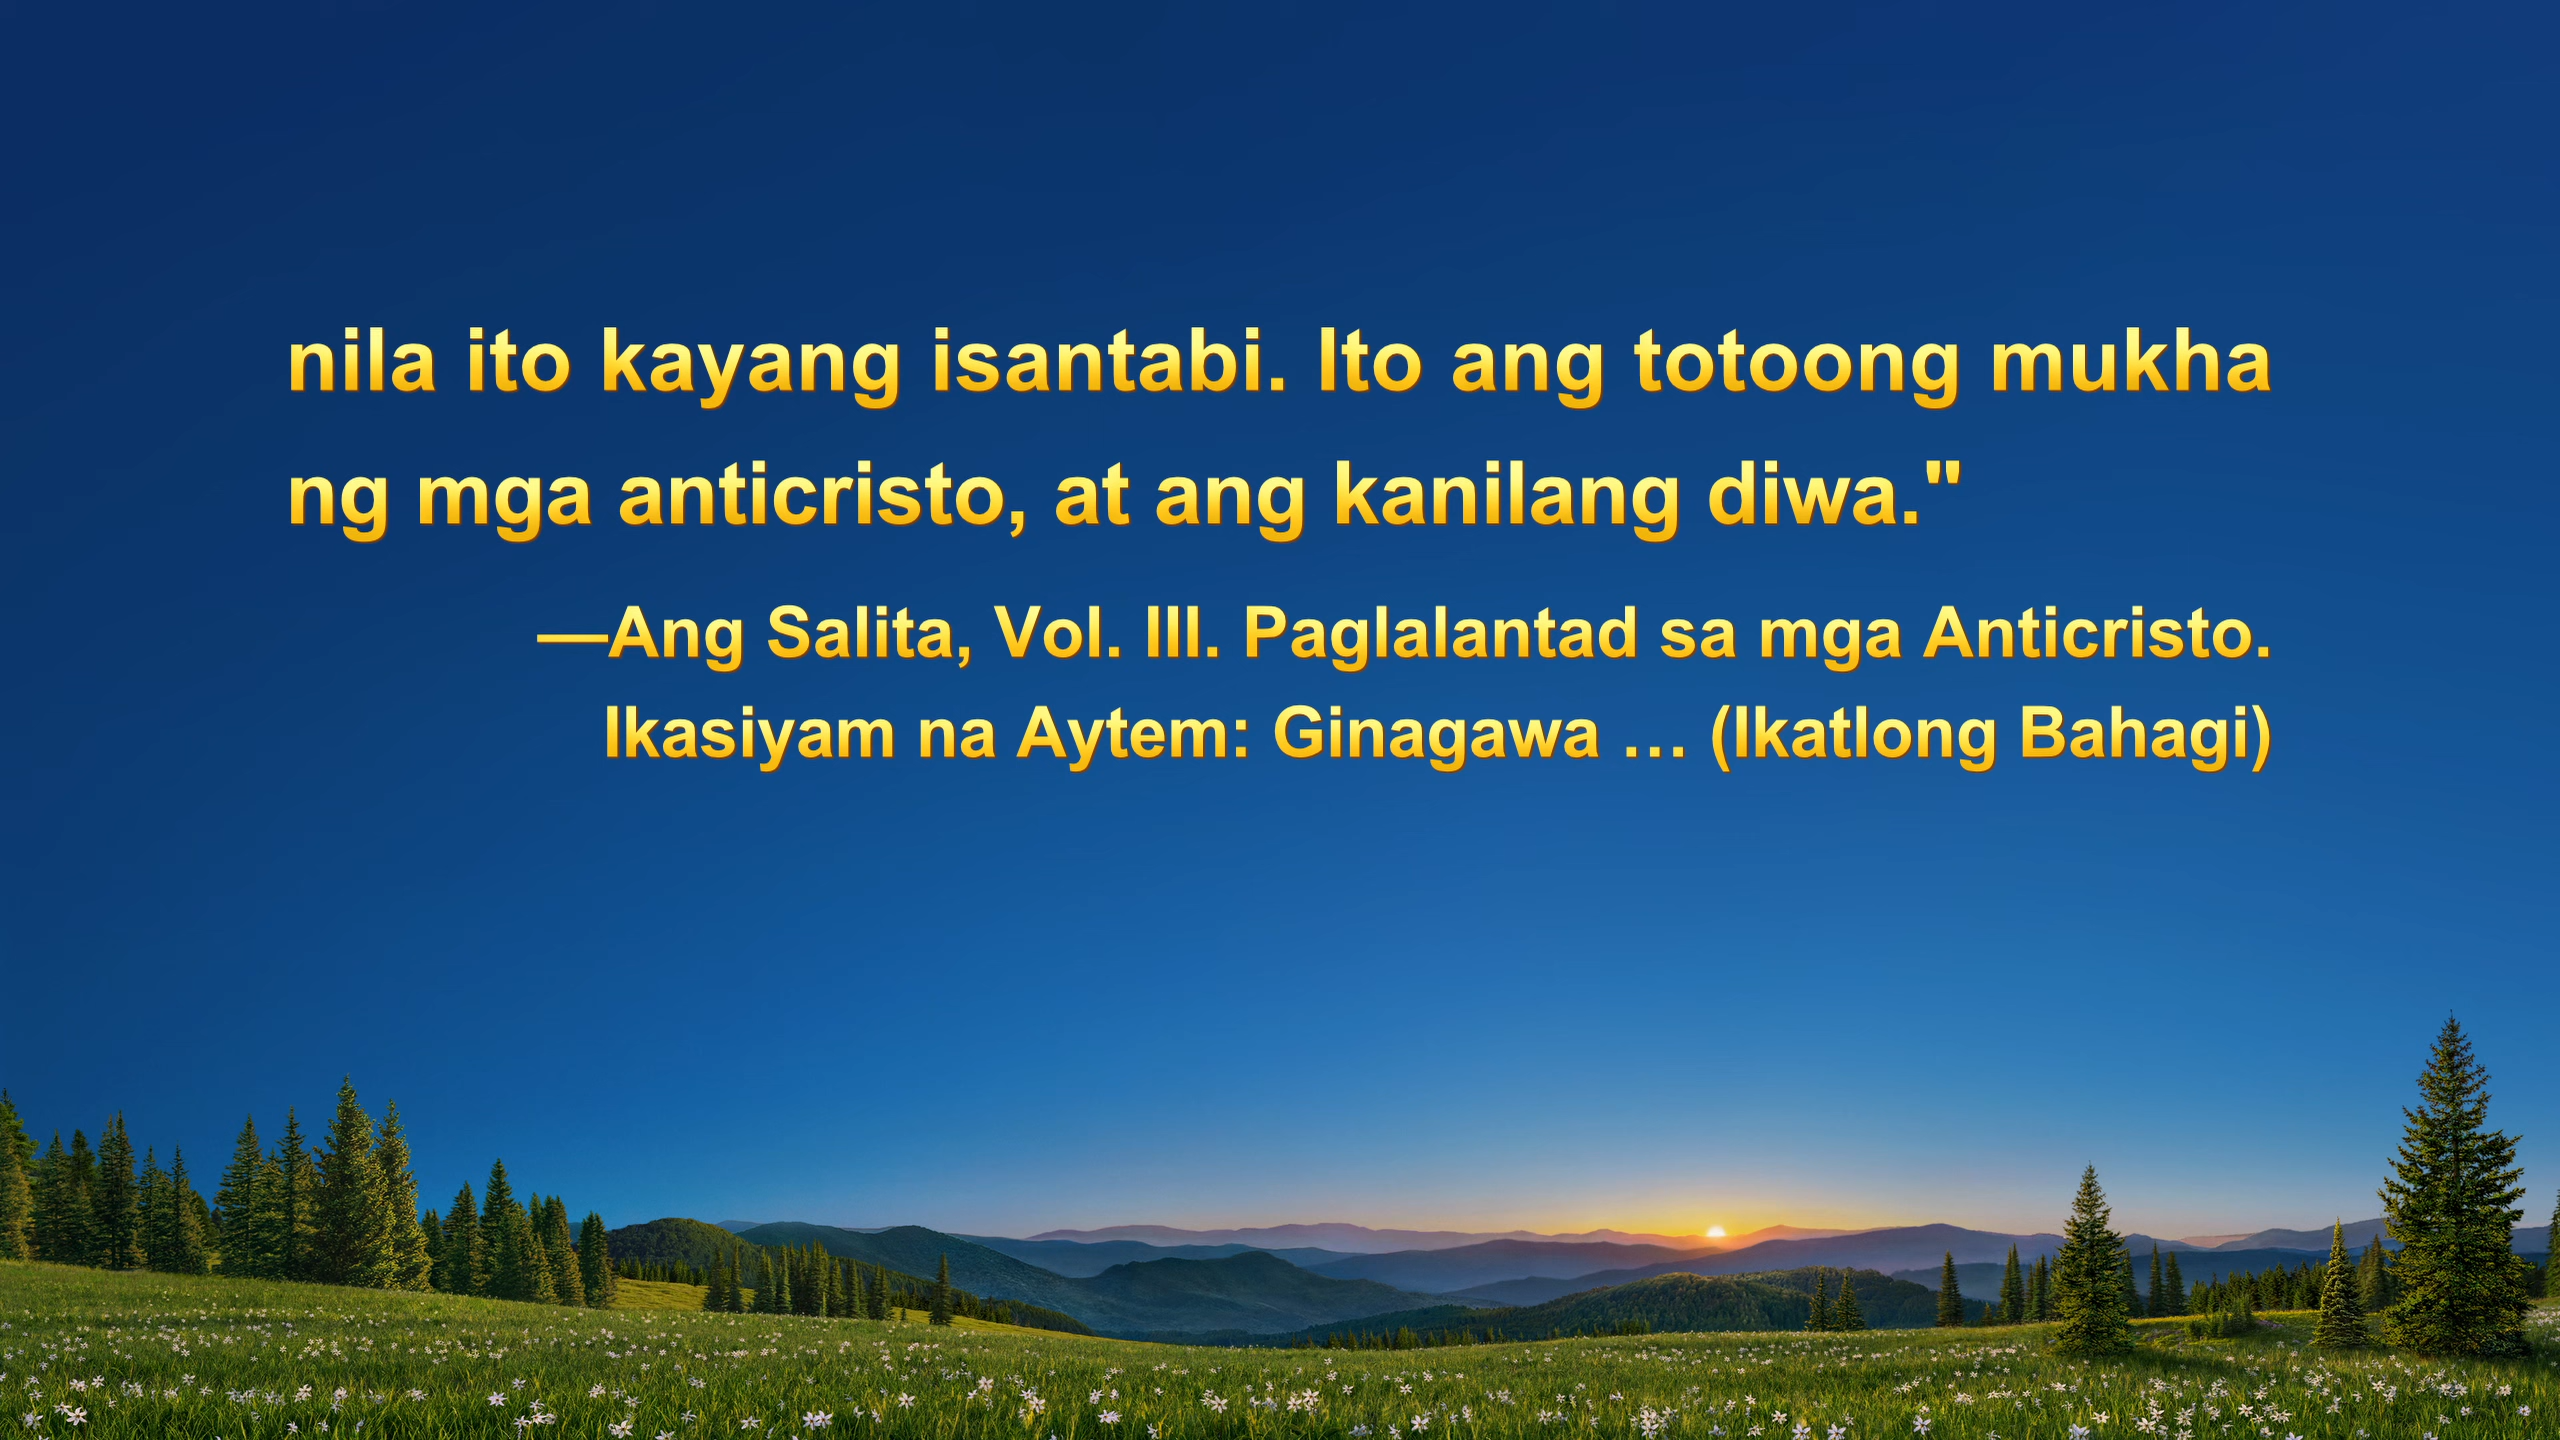 nila ito kayang isantabi. Ito ang totoong mukha
ng mga anticristo, at ang kanilang diwa."
—Ang Salita, Vol. III. Paglalantad sa mga Anticristo.
Ikasiyam na Aytem: Ginagawa … (Ikatlong Bahagi)